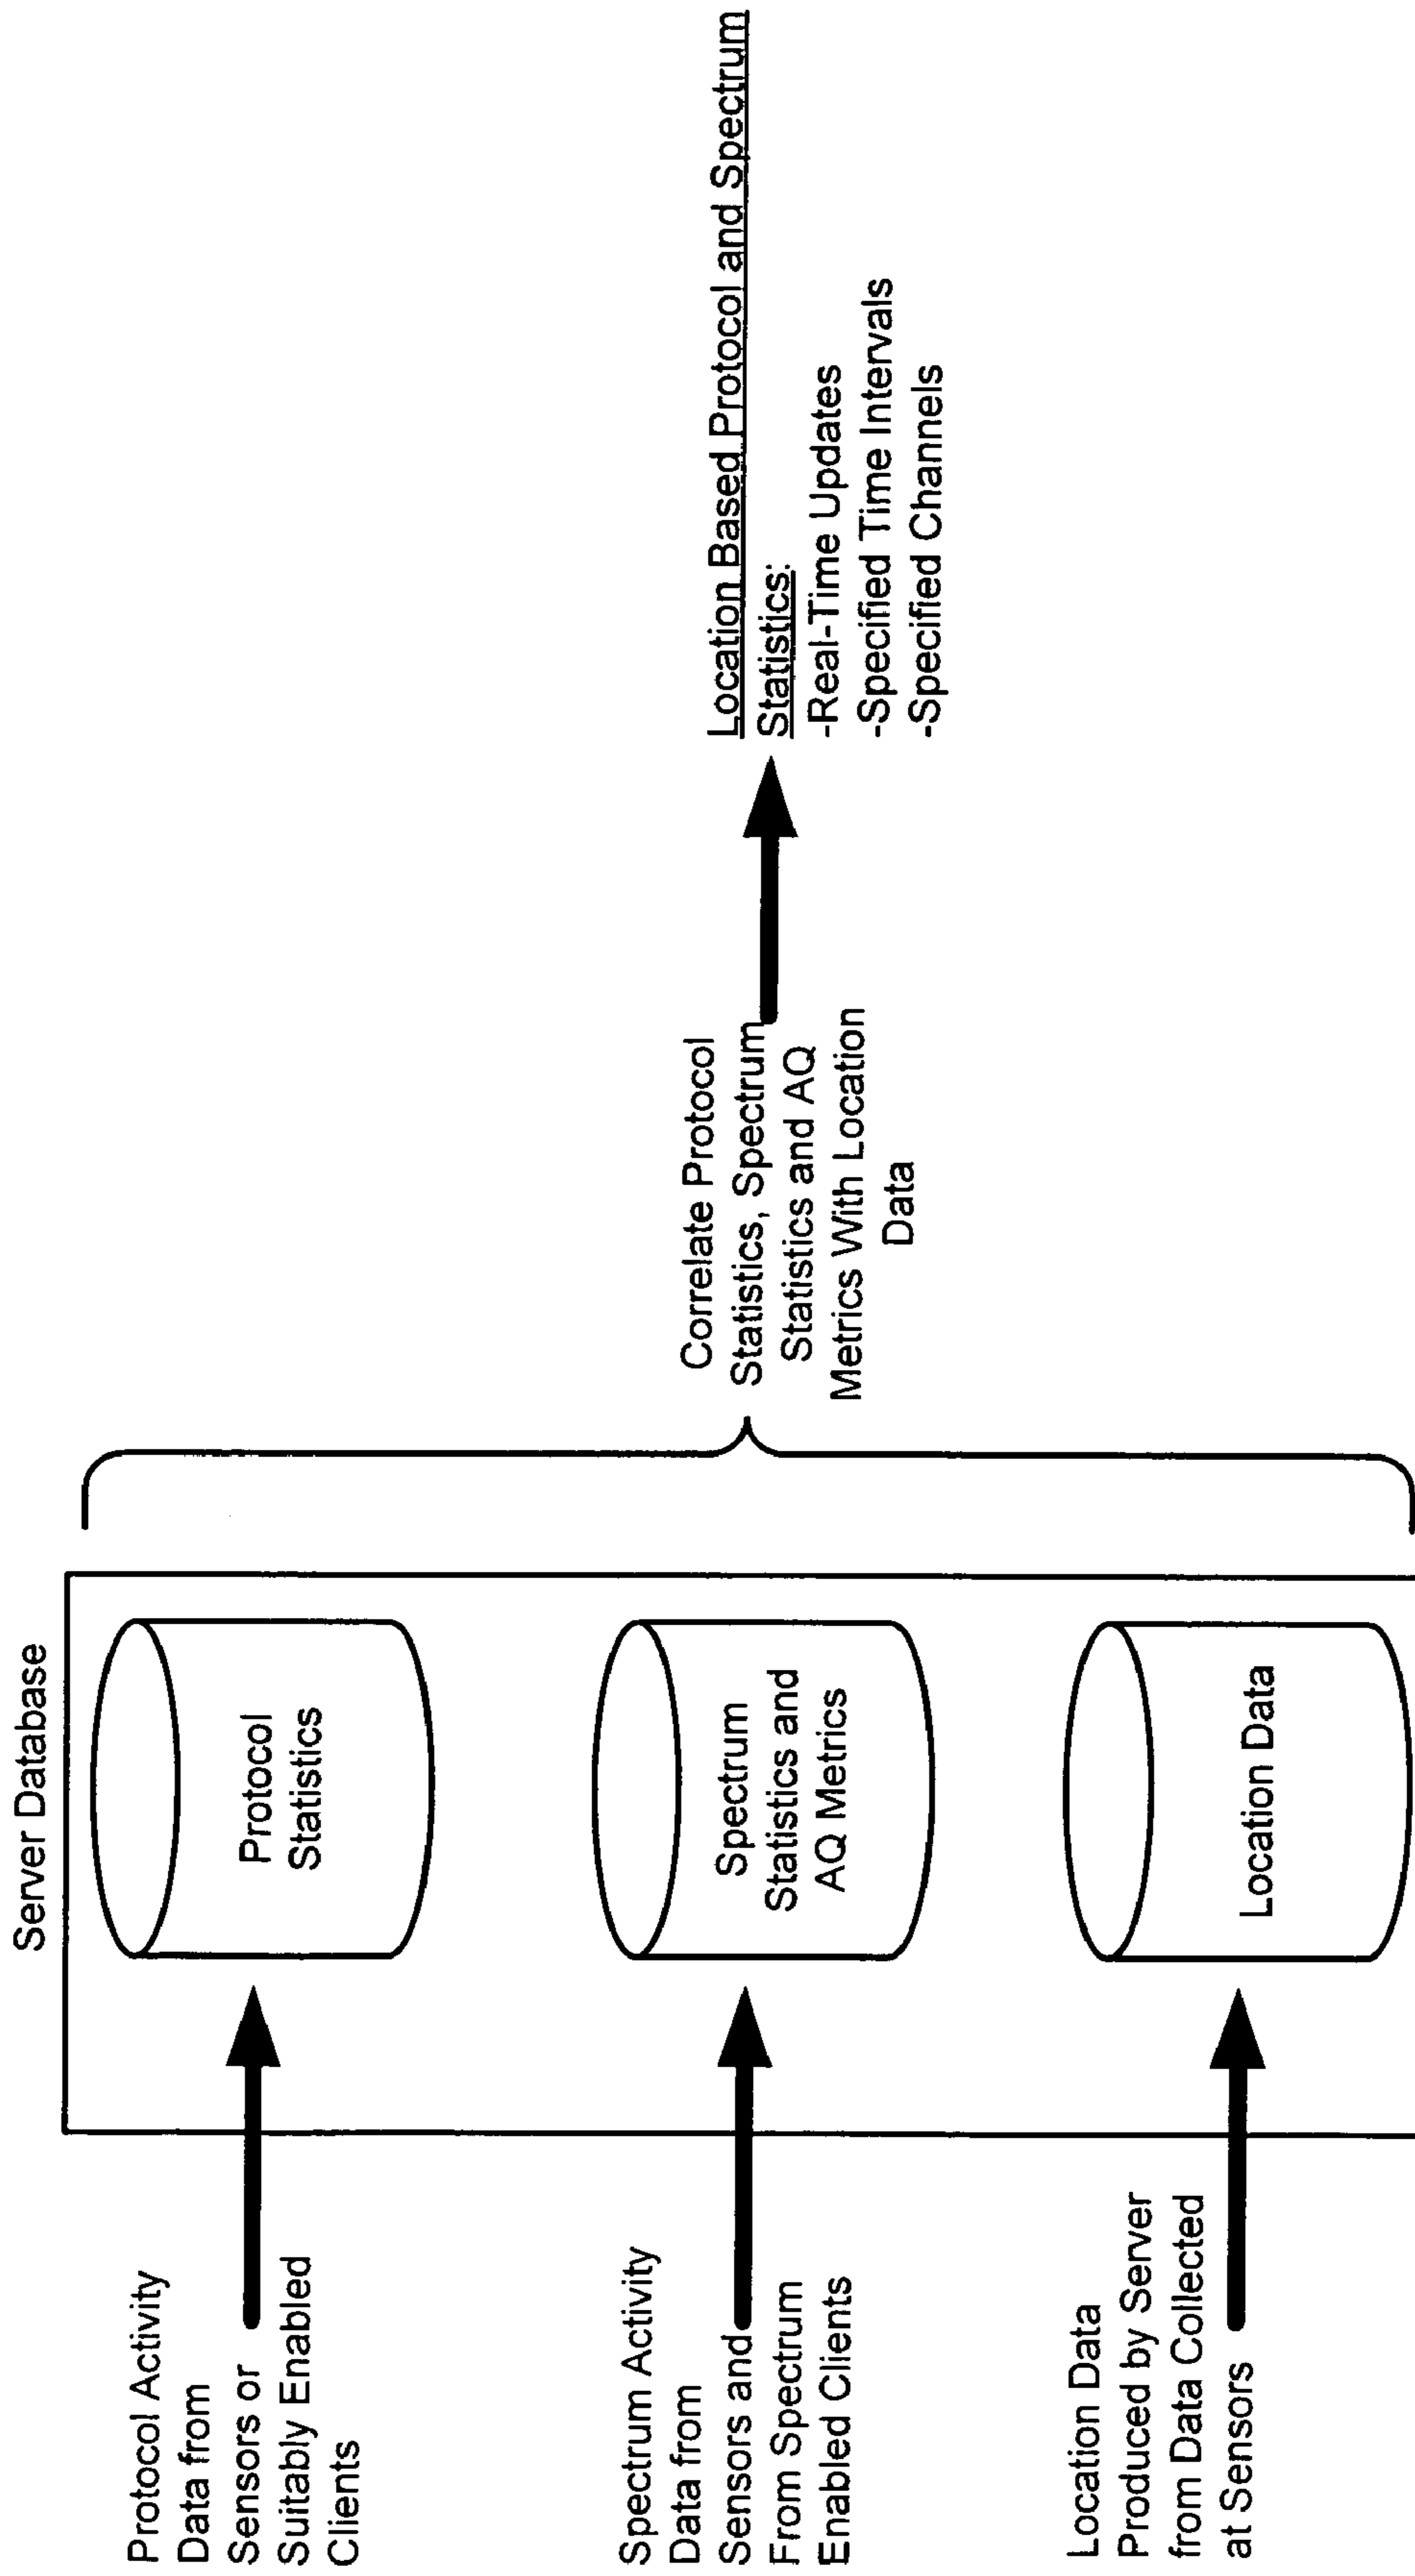 Server Database
Protocol Activity
Data from
Sensors or
Suitably Enabled
Clients
Protocol
Statistics
Spectrum Activity
Data from
Sensors and
From Spectrum
Enabled Clients
Spectrum
Statistics and
AQ Metrics
Location Data
Produced by Server
from Data Collected
at Sensors
Location Data
Correlate Protocol
Statistics, Spectrum
Statistics and AQ
Metrics With Location
Data
Location Based Protocol and Spectrum
Statistics:
-Real-Time Updates
-Specified Time Intervals
-Specified Channels